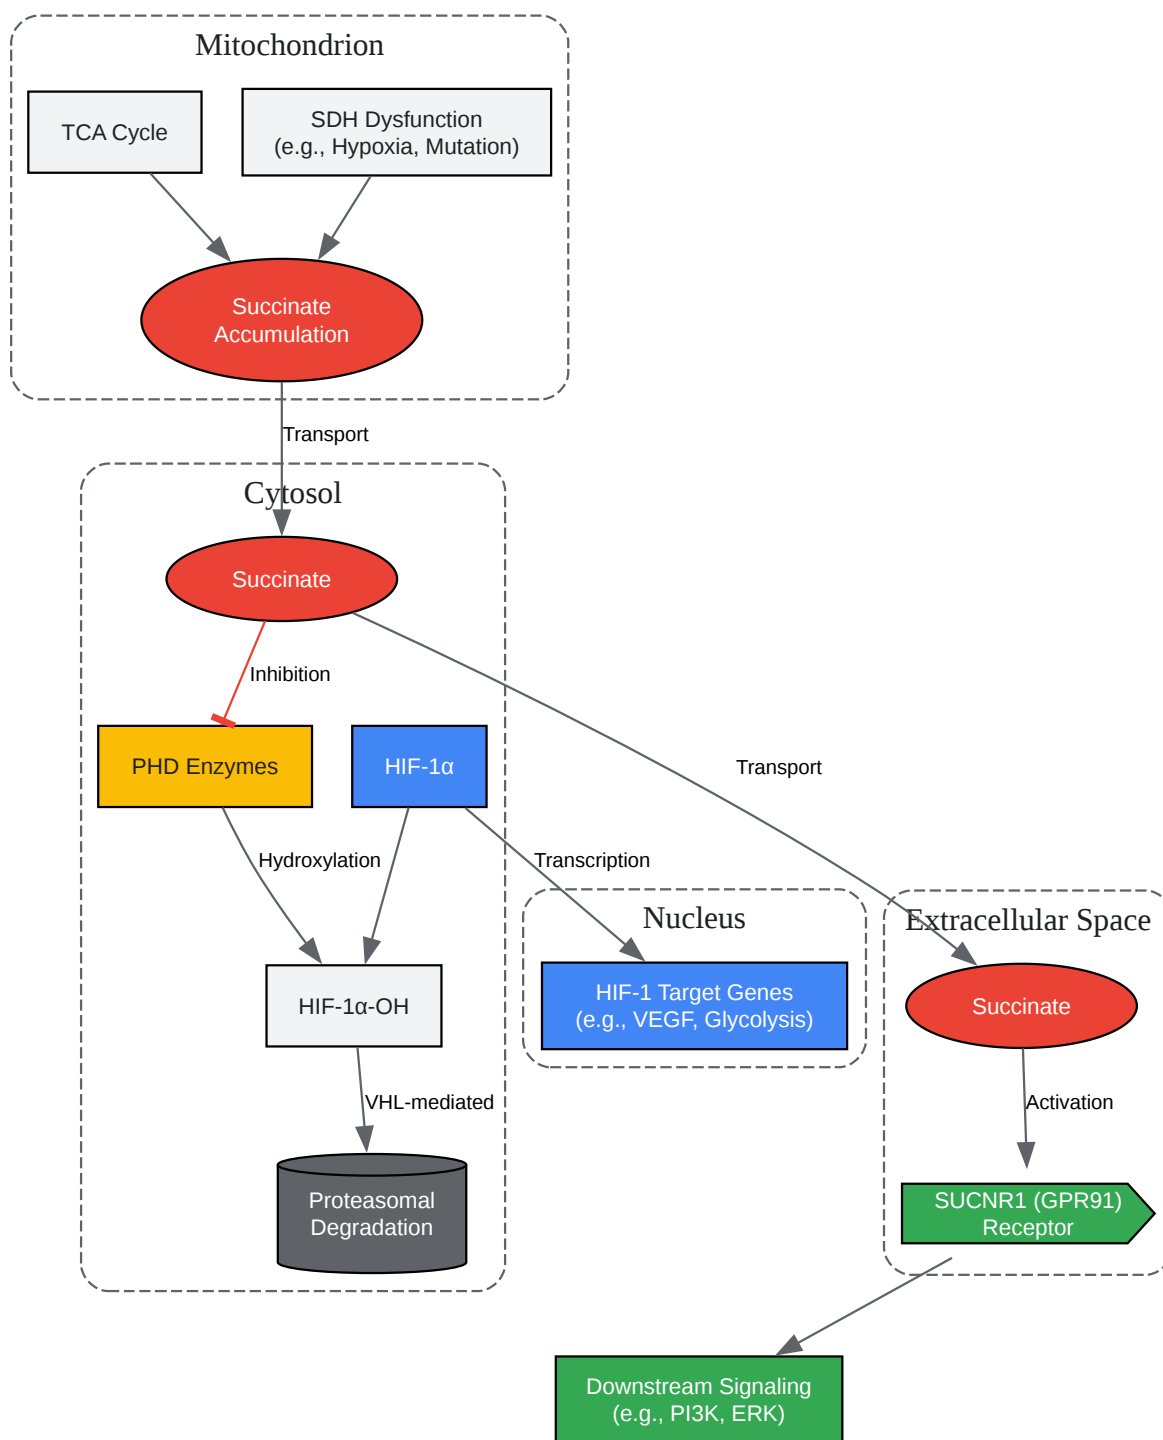 Mitochondrion
TCA Cycle
SDH Dysfunction
(e.g., Hypoxia, Mutation)
Succinate
Accumulation
Transport
Cytosol
Succinate
Inhibition
PHD Enzymes
HIF-1α
Transport
Hydroxylation
Transcription
Nucleus
Extracellular Space
HIF-1α-OH
HIF-1 Target Genes
(e.g., VEGF, Glycolysis)
Succinate
VHL-mediated
Activation
Proteasomal
Degradation
SUCNR1 (GPR91)
Receptor
Downstream Signaling
(e.g., PI3K, ERK)